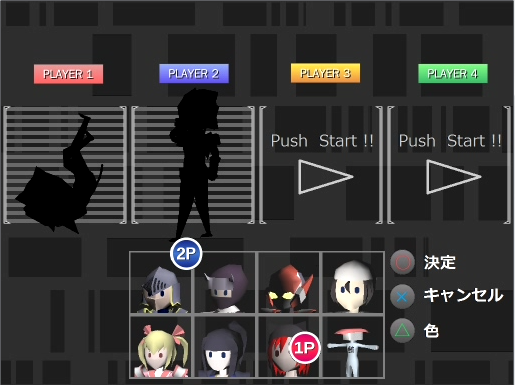 PLAYER 1
PLAYER 2
PLAYER 3
PLAYER 4
Push Start !!
Push Start !!
2P
1P
決定
キャンセル
色